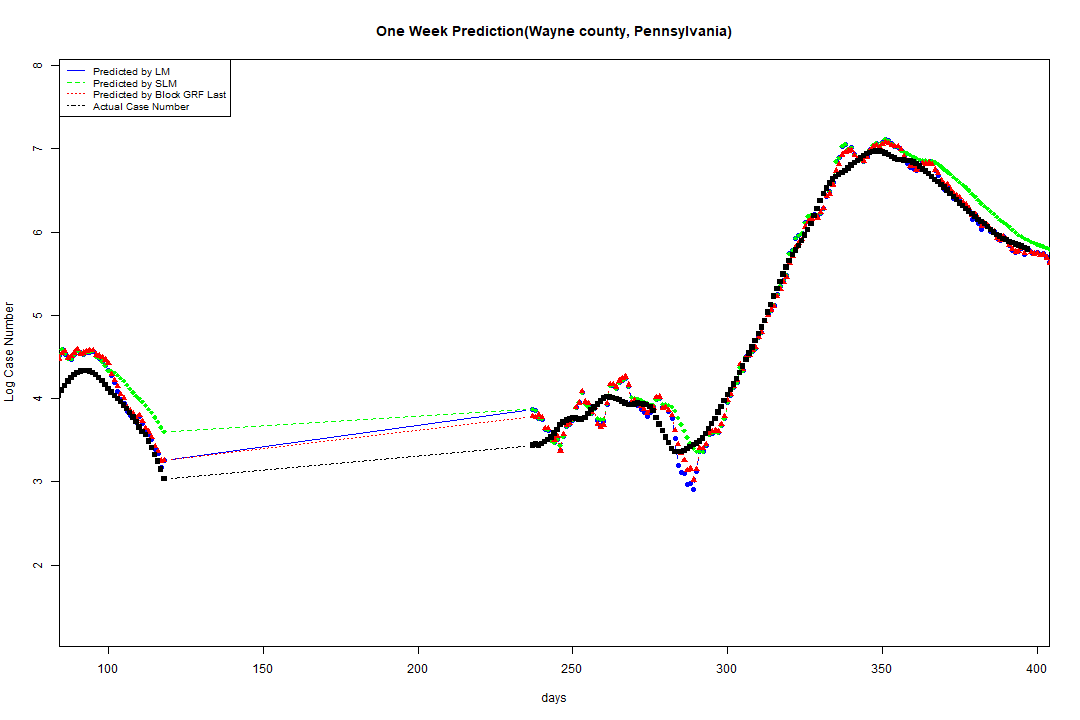 One Week Prediction(Wayne county, Pennsylvania)
Predicted by LM
Predicted by SLM
Predicted by Block GRF Last
Actual Case Number
Log Case Number
8
7
6
5
4
3
2
100 150 200 250 300 350 400
days